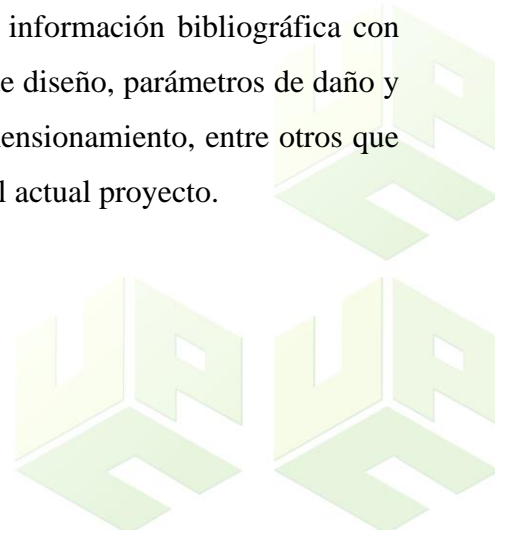 información bibliográfica con
e diseño, parámetros de daño y
ensionamiento, entre otros que
l actual proyecto.